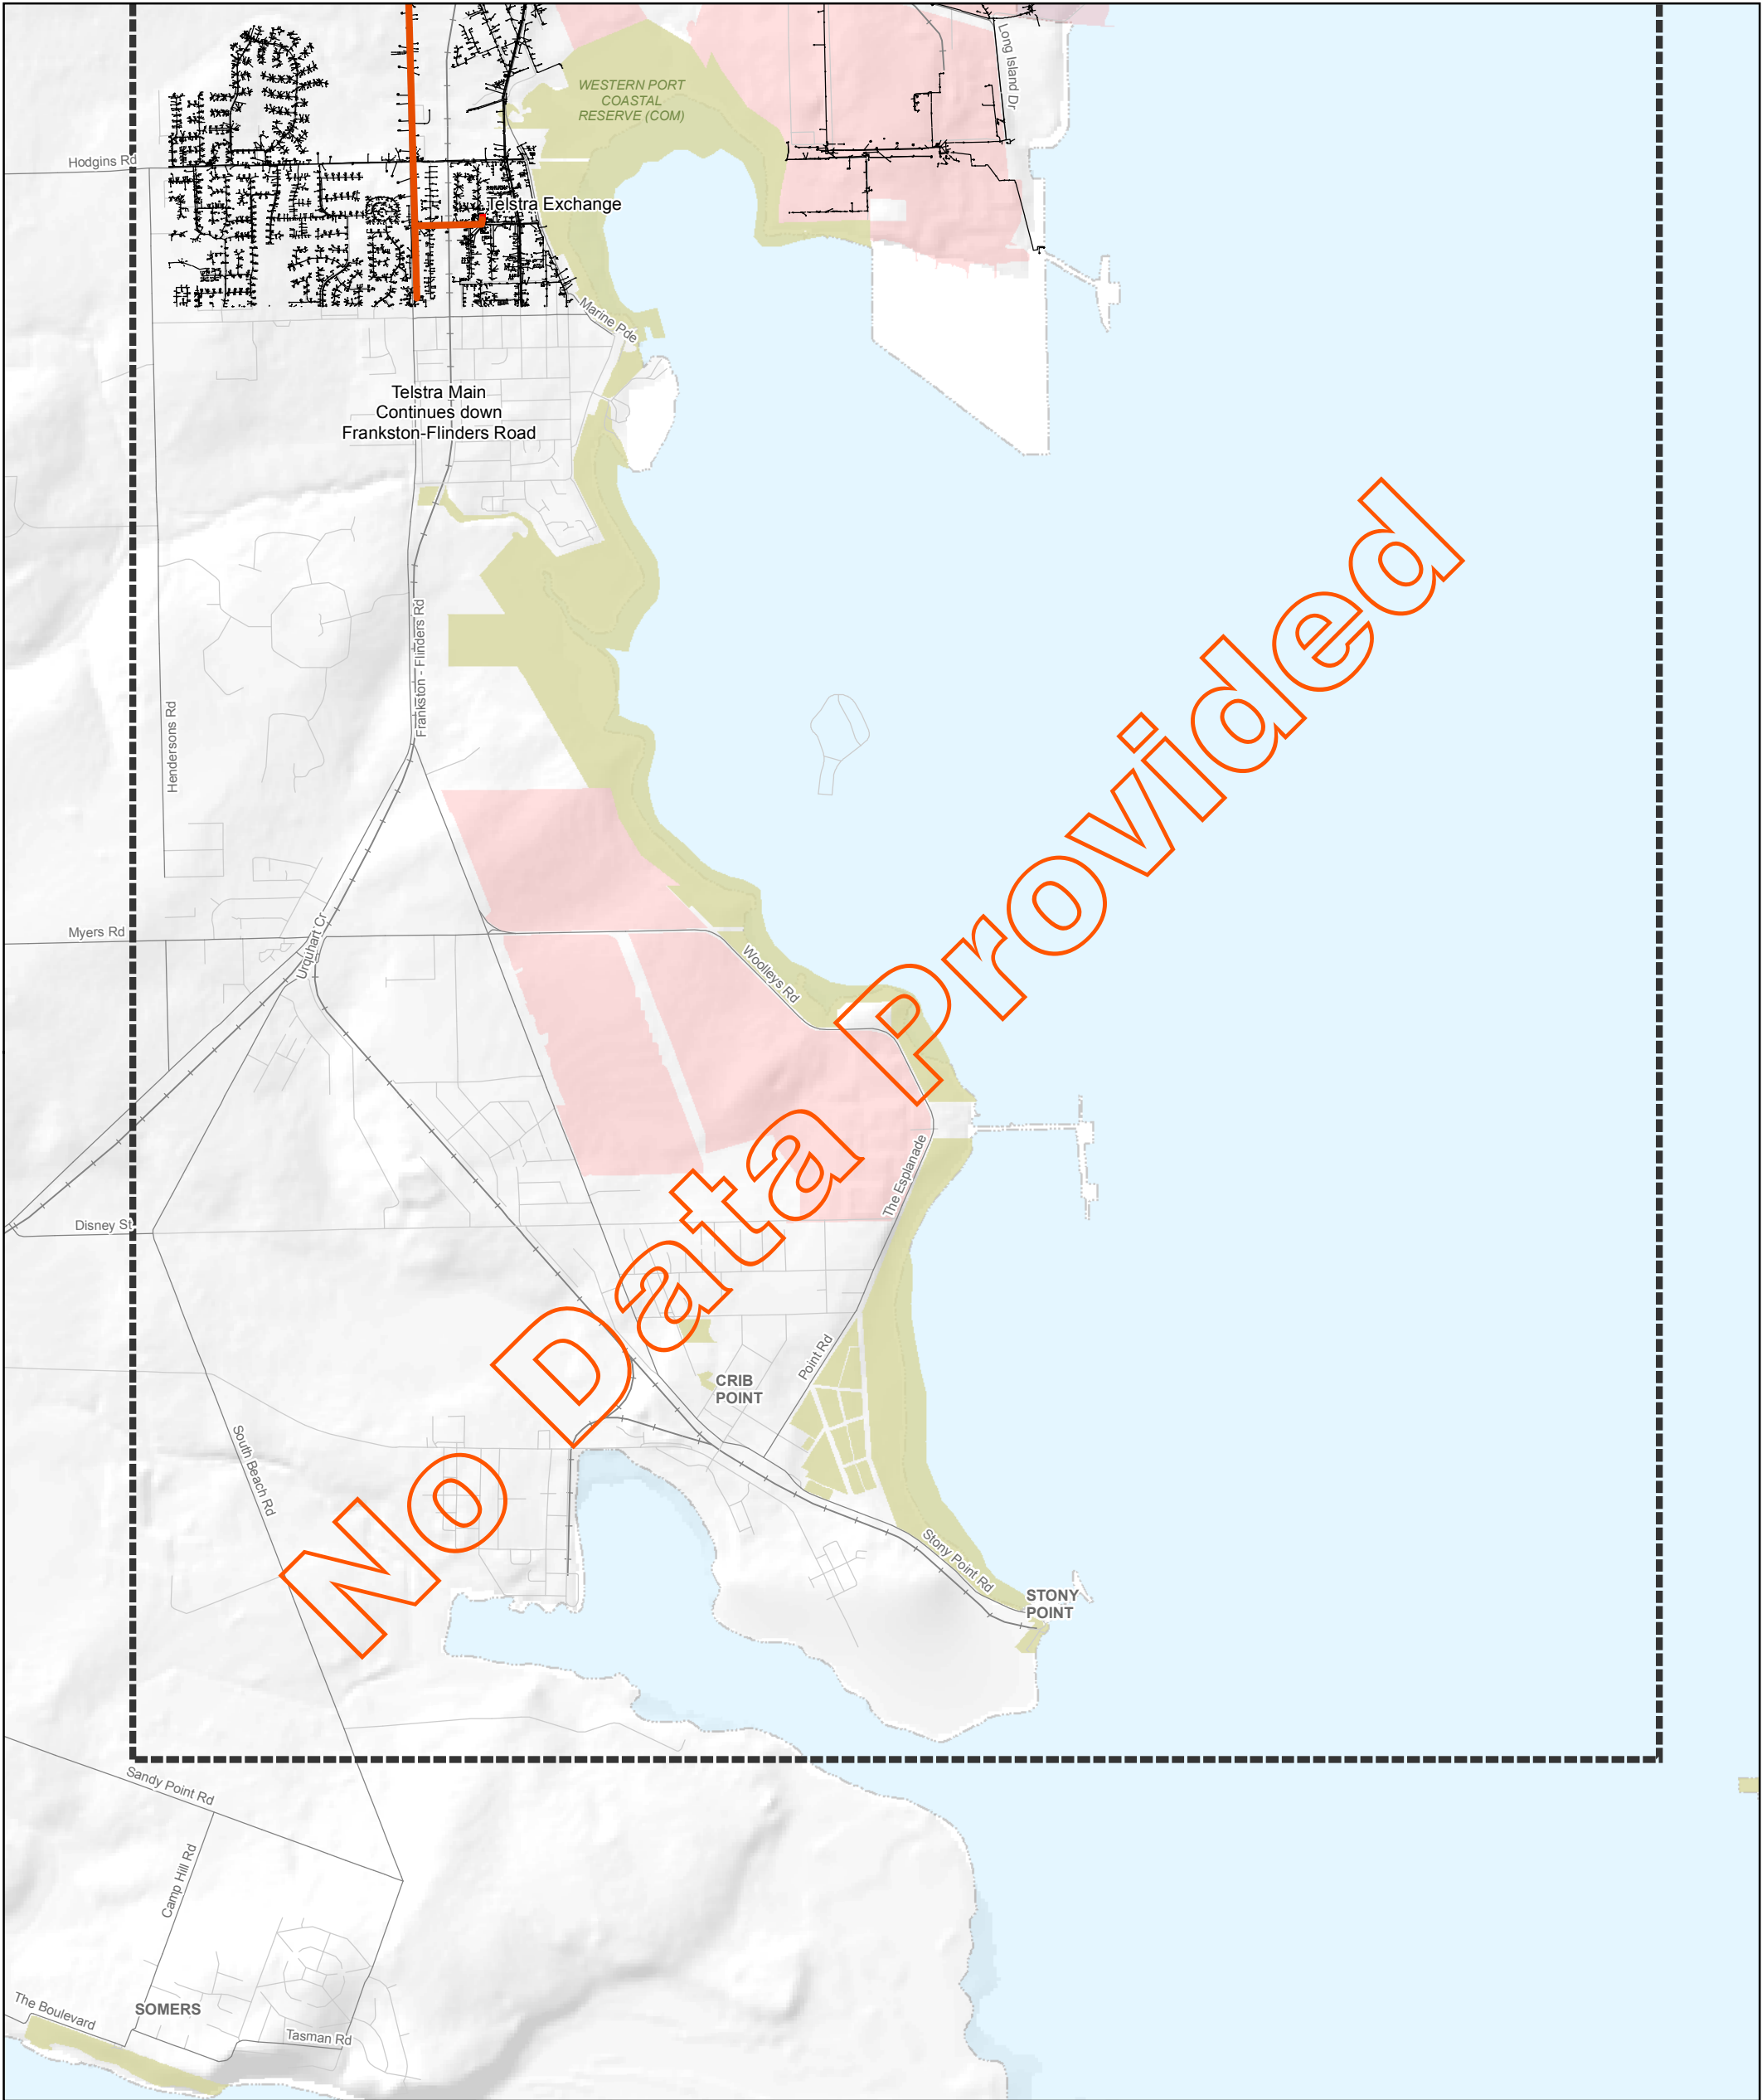 Long Island Dr
WESTERN PORT
COASTAL
RESERVE (COM)
Hodgins Rd
Telstra Exchange
Marine Pde
Telstra Main
Continues down
Frankston-Flinders Road
Frankston - Flinders Rd
Hendersons Rd
Myers Rd
Urquhart Cr
Woolleys Rd
No Data Provided
The Esplanade
Disney St
Point Rd
CRIB
POINT
South Beach Rd
Stony Point Rd
STONY
POINT
Sandy Point Rd
Camp Hill Rd
The Boulevard
SOMERS
Tasman Rd